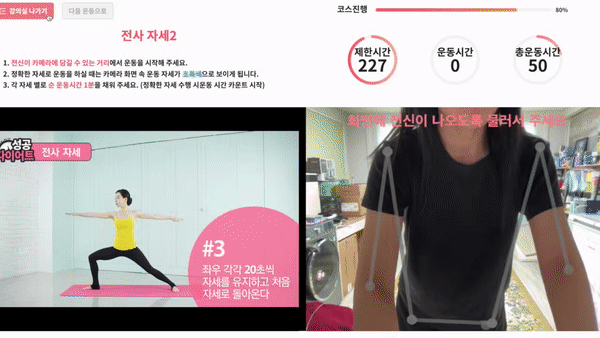 강의실 나가기
다음 운동으로
코스진행
80%
전사 자세2
1. 전신이 카메라에 담길 수 있는 거리에서 운동을 시작해 주세요.
2. 정확한 자세로 운동을 하실 때는 카메라 화면 속 운동 자세가 초록색으로 보이게 됩니다.
3. 각 자세 별로 순 운동시간 1분을 채워 주세요. (정확한 자세 수행 시운동 시간 카운트 시작)
제한시간
227
운동시간
0
총운동시간
50
성공
다이어트
전사 자세
#3
좌우 각각 20초씩
자세를 유지하고 처음
자세로 돌아온다
화면에 전신이 나오도록 물러서 주세요